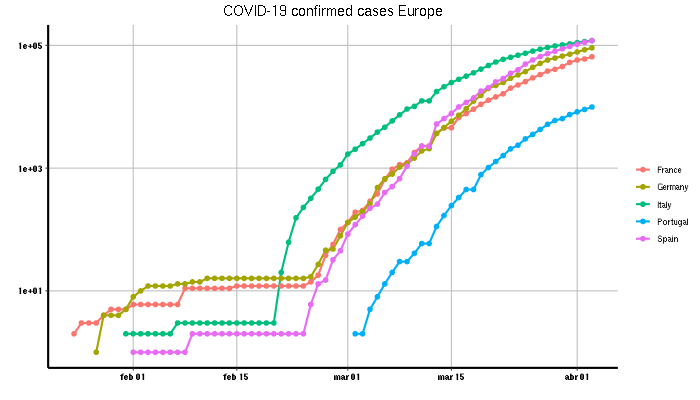 COVID-19 confirmed cases Europe
1e+05
1e+03
1e+01
feb 01
feb 15
mar 01
mar 15
abr 01
France
Germany
Italy
Portugal
Spain